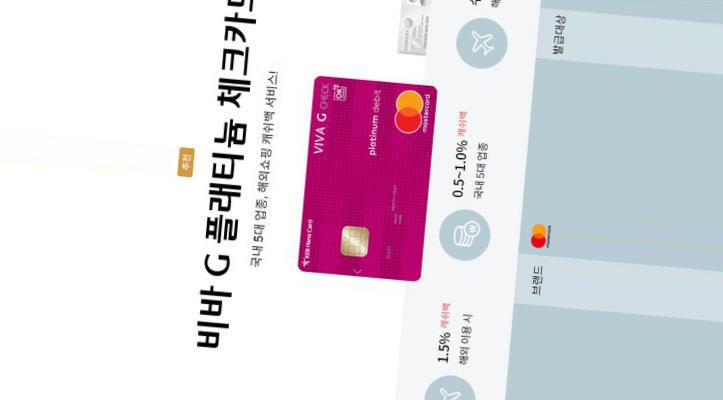 추천
비바 G 플래티늄 체크카드
국내 5대 업종, 해외쇼핑 캐쉬백 서비스!
VIVA G CHECK
platinum debit
mastercard
KEB Hana Card
1.5% 캐쉬백
해외 이용 시
0.5~1.0% 캐쉬백
국내 5대 업종
브랜드
발급대상